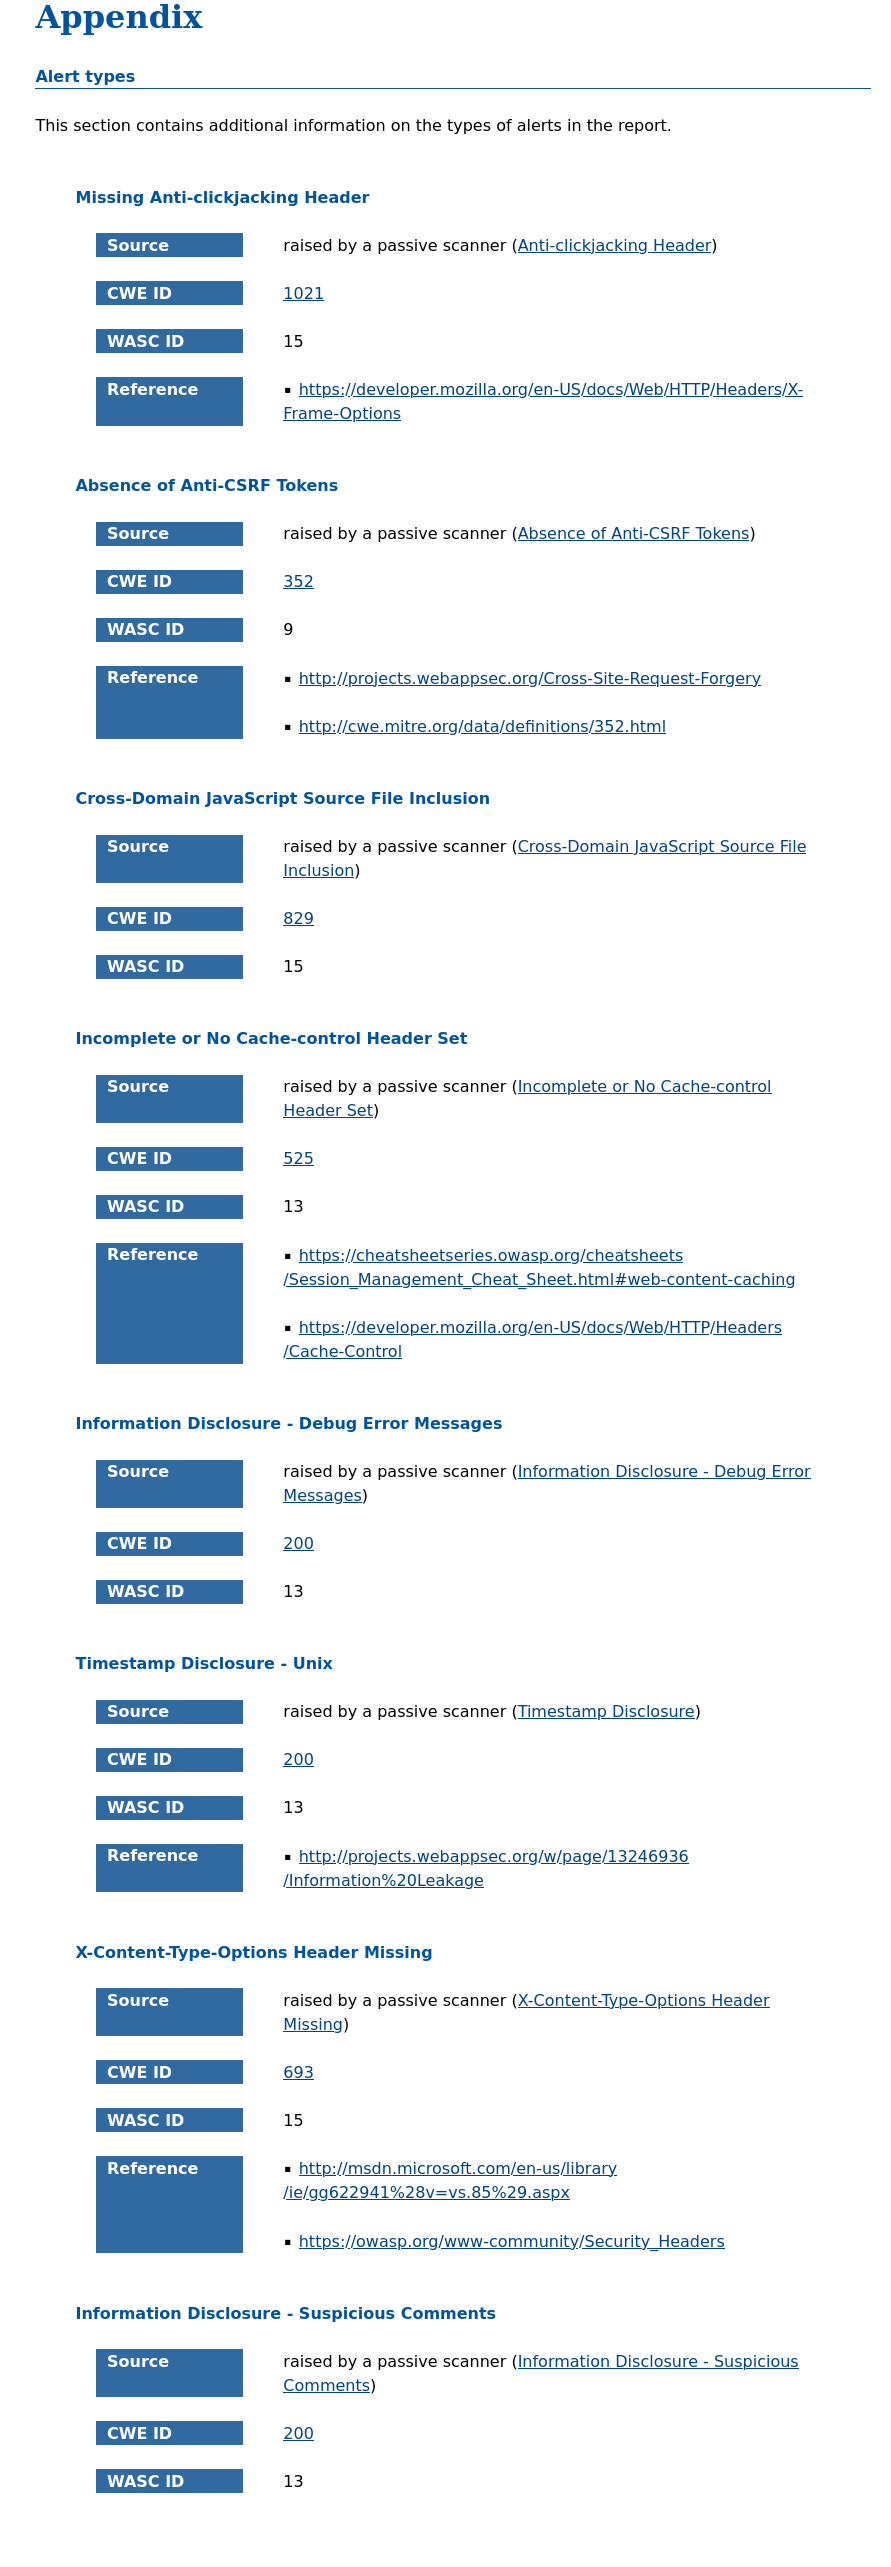 Appendix
Alert types
This section contains additional information on the types of alerts in the report.
Missing Anti-clickjacking Header
Source raised by a passive scanner (Anti-clickjacking Header)
CWE ID 1021
WASC ID 15
Reference ▪ https://developer.mozilla.org/en-US/docs/Web/HTTP/Headers/X-
Frame-Options
Absence of Anti-CSRF Tokens
Source raised by a passive scanner (Absence of Anti-CSRF Tokens)
CWE ID 352
WASC ID 9
Reference ▪ http://projects.webappsec.org/Cross-Site-Request-Forgery
▪ http://cwe.mitre.org/data/definitions/352.html
Cross-Domain JavaScript Source File Inclusion
Source raised by a passive scanner (Cross-Domain JavaScript Source File
Inclusion)
CWE ID 829
WASC ID 15
Incomplete or No Cache-control Header Set
Source raised by a passive scanner (Incomplete or No Cache-control
Header Set)
CWE ID 525
WASC ID 13
Reference ▪ https://cheatsheetseries.owasp.org/cheatsheets
/Session_Management_Cheat_Sheet.html#web-content-caching
▪ https://developer.mozilla.org/en-US/docs/Web/HTTP/Headers
/Cache-Control
Information Disclosure - Debug Error Messages
Source raised by a passive scanner (Information Disclosure - Debug Error
Messages)
CWE ID 200
WASC ID 13
Timestamp Disclosure - Unix
Source raised by a passive scanner (Timestamp Disclosure)
CWE ID 200
WASC ID 13
Reference ▪ http://projects.webappsec.org/w/page/13246936
/Information%20Leakage
X-Content-Type-Options Header Missing
Source raised by a passive scanner (X-Content-Type-Options Header
Missing)
CWE ID 693
WASC ID 15
Reference ▪ http://msdn.microsoft.com/en-us/library
/ie/gg622941%28v=vs.85%29.aspx
▪ https://owasp.org/www-community/Security_Headers
Information Disclosure - Suspicious Comments
Source raised by a passive scanner (Information Disclosure - Suspicious
Comments)
CWE ID 200
WASC ID 13